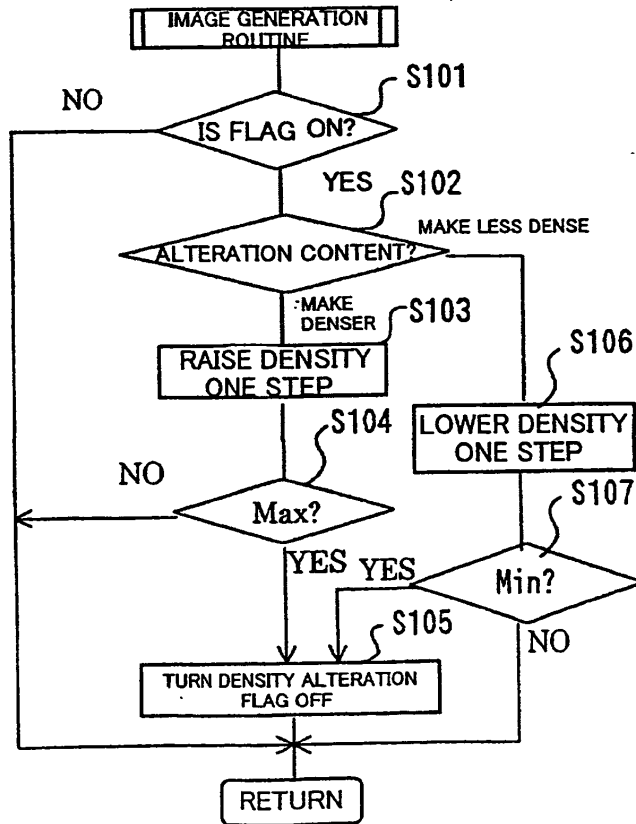 IMAGE GENERATION
ROUTINE
S101
NO
IS FLAG ON?
YES
S102
MAKE LESS DENSE
ALTERATION CONTENT?
MAKE
DENSER
S103
RAISE DENSITY
ONE STEP
S106
LOWER DENSITY
ONE STEP
S104
NO
Max?
S107
YES
YES
Min?
NO
S105
TURN DENSITY ALTERATION
FLAG OFF
RETURN